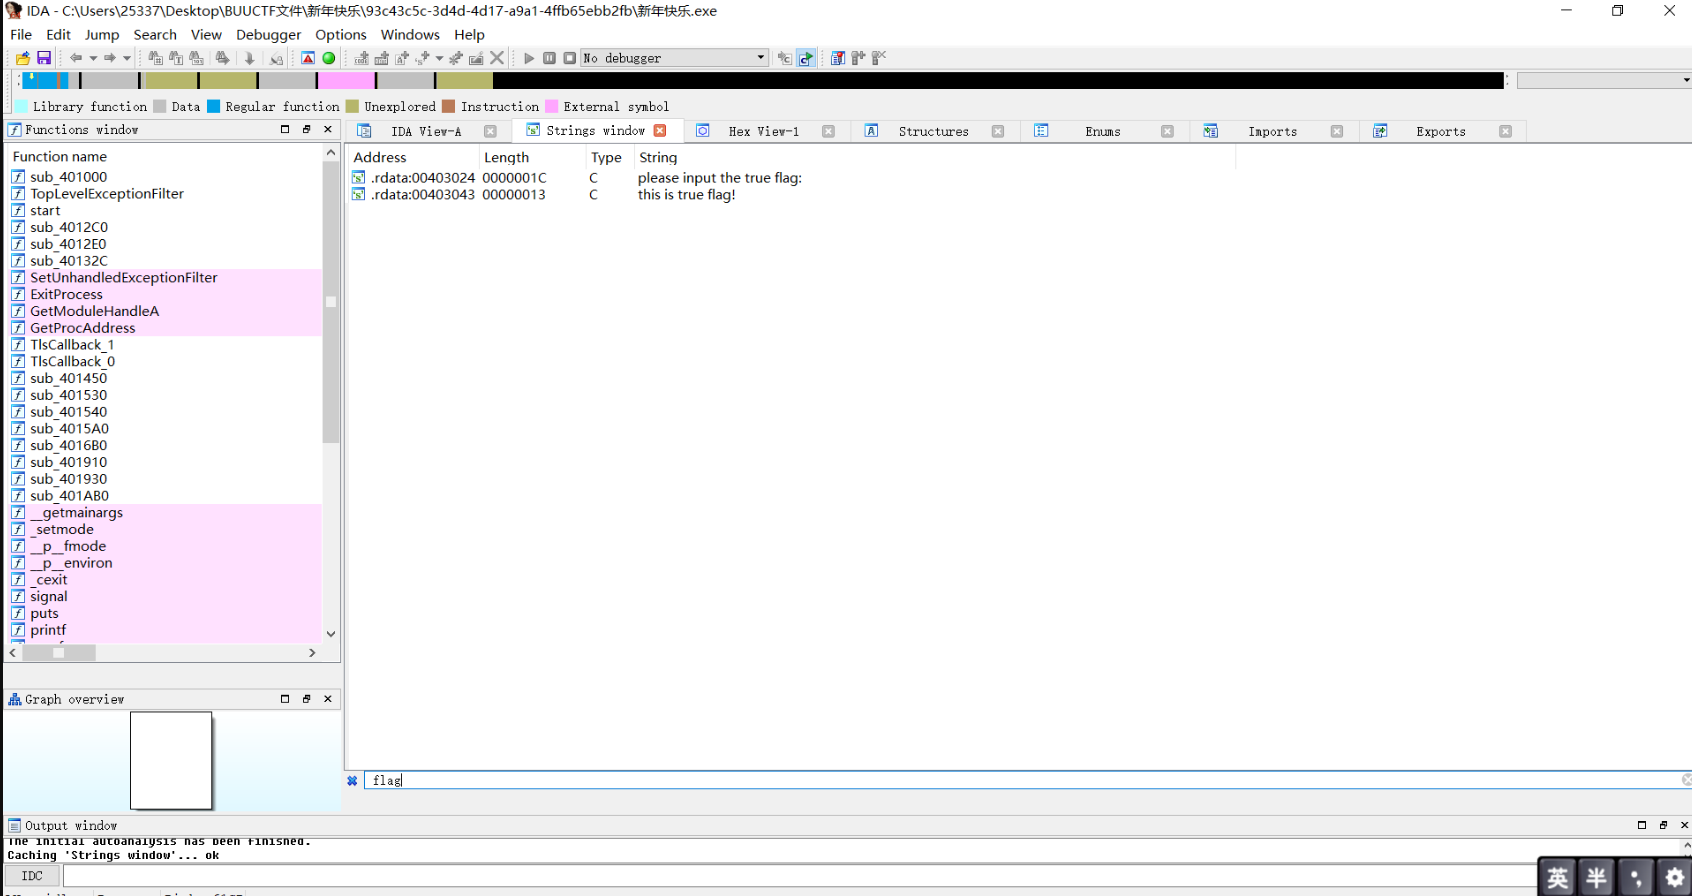 IDA - C:\Users\25337\Desktop\BUUCTF文件\新年快乐\93c43c5c-3d4d-4d17-a9a1-4ffb65ebb2fb\新年快乐.exe
File Edit Jump Search View Debugger Options Windows Help
No debugger
Library function Data Regular function Unexplored Instruction External symbol
Functions window
IDA View-A Strings window Hex View-1 Structures Enums Imports Exports
Function name
sub_401000
TopLevelExceptionFilter
start
sub_4012C0
sub_4012E0
sub_40132C
SetUnhandledExceptionFilter
ExitProcess
GetModuleHandleA
GetProcAddress
TlsCallback_1
TlsCallback_0
sub_401450
sub_401530
sub_401540
sub_4015A0
sub_4016B0
sub_401910
sub_401930
sub_401AB0
__getmainargs
_setmode
__p__fmode
__p__environ
_cexit
signal
puts
printf
Address Length Type String
.rdata:00403024 0000001C C please input the true flag:
.rdata:00403043 00000013 C this is true flag!
Graph overview
flag
Output window
The initial autoanalysis has been finished.
Caching 'Strings window'... ok
IDC
英 半